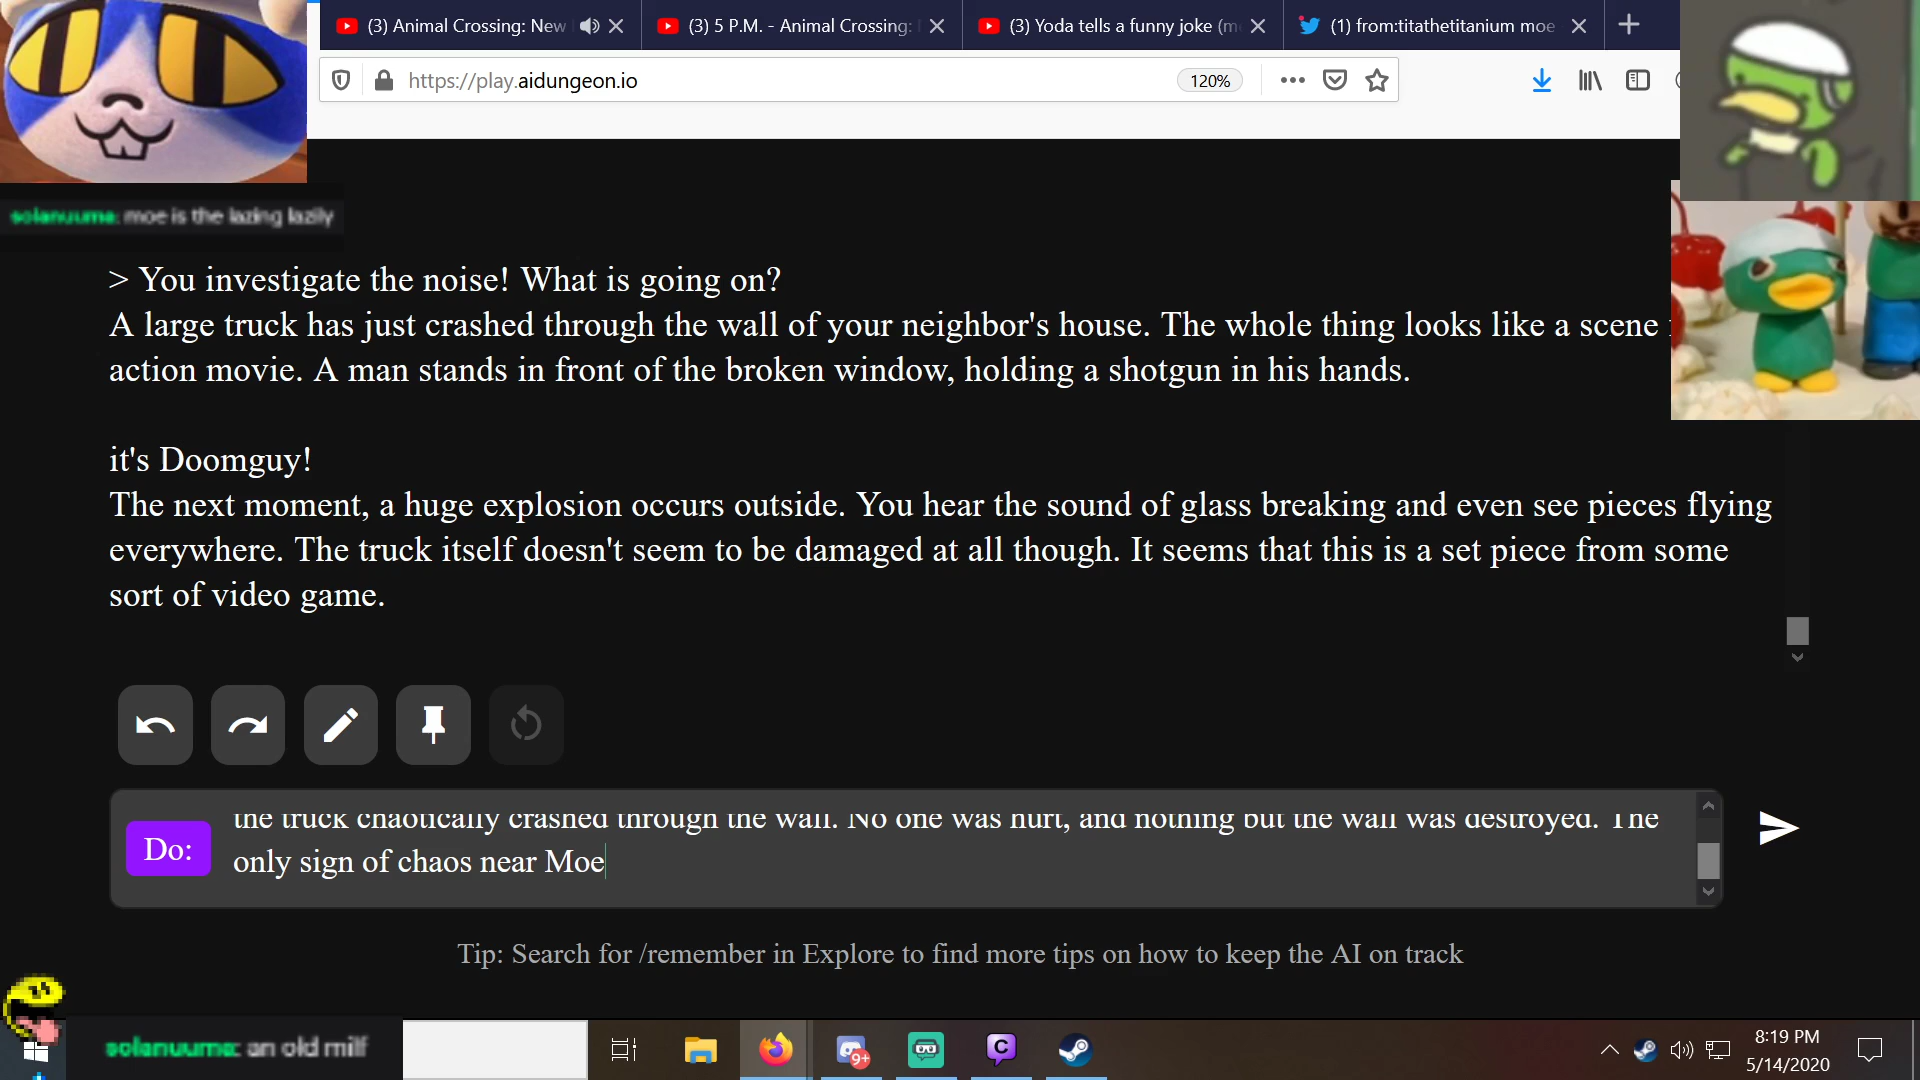 (3) Animal Crossing: New
(3) 5 P.M. - Animal Crossing:
(3) Yoda tells a funny joke (m
(1) from:titathetitanium moe
https://play.aidungeon.io
120%
solanuuma: moe is the lazing lazily
> You investigate the noise! What is going on?
A large truck has just crashed through the wall of your neighbor's house. The whole thing looks like a scene
action movie. A man stands in front of the broken window, holding a shotgun in his hands.
it's Doomguy!
The next moment, a huge explosion occurs outside. You hear the sound of glass breaking and even see pieces flying
everywhere. The truck itself doesn't seem to be damaged at all though. It seems that this is a set piece from some
sort of video game.
the truck chaotically crashed through the wall. No one was hurt, and nothing but the wall was destroyed. The
Do:
only sign of chaos near Moe
Tip: Search for /remember in Explore to find more tips on how to keep the AI on track
solanuuma: an old milf
9+
C
8:19 PM
5/14/2020